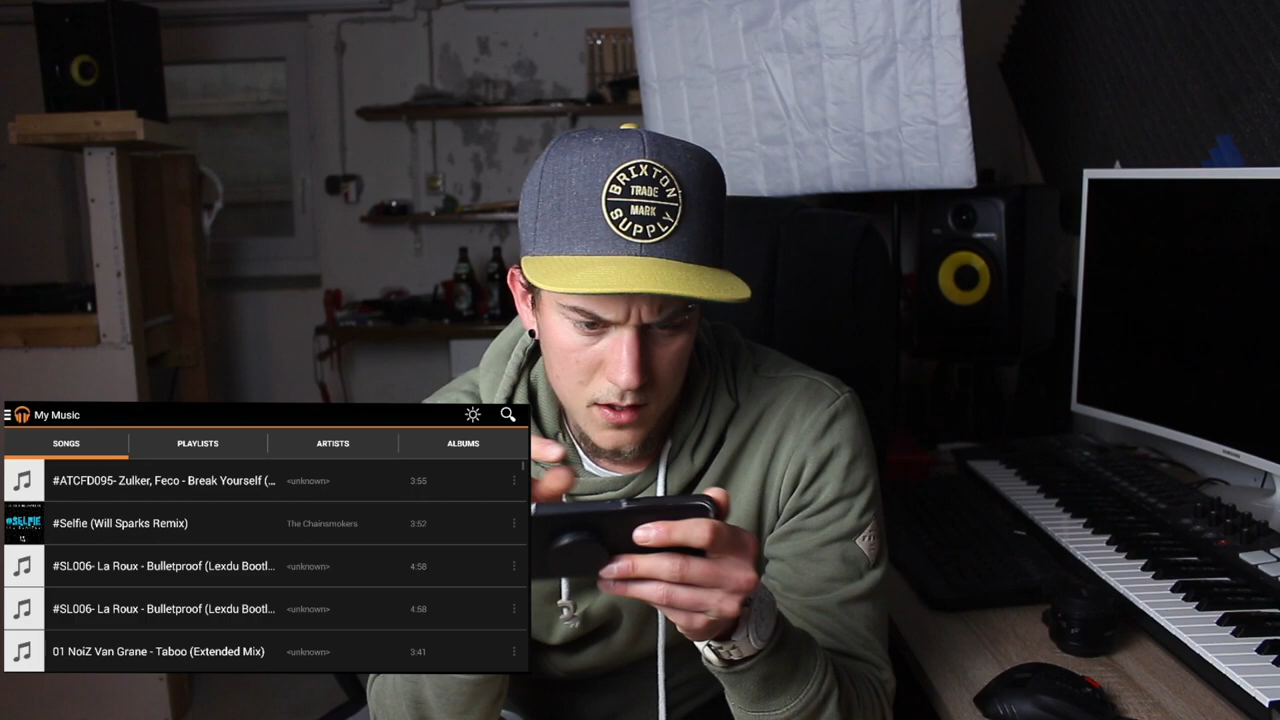 BRIXTON
TRADE
MARK
SUPPLY
My Music
SONGS PLAYLISTS ARTISTS ALBUMS
#ATCFD095- Zulker, Feco - Break Yourself (... <unknown> 3:55
#SELFIE
#Selfie (Will Sparks Remix) The Chainsmokers 3:52
#SL006- La Roux - Bulletproof (Lexdu Bootl... <unknown> 4:58
#SL006- La Roux - Bulletproof (Lexdu Bootl... <unknown> 4:58
01 NoiZ Van Grane - Taboo (Extended Mix) <unknown> 3:41
SAMSUNG